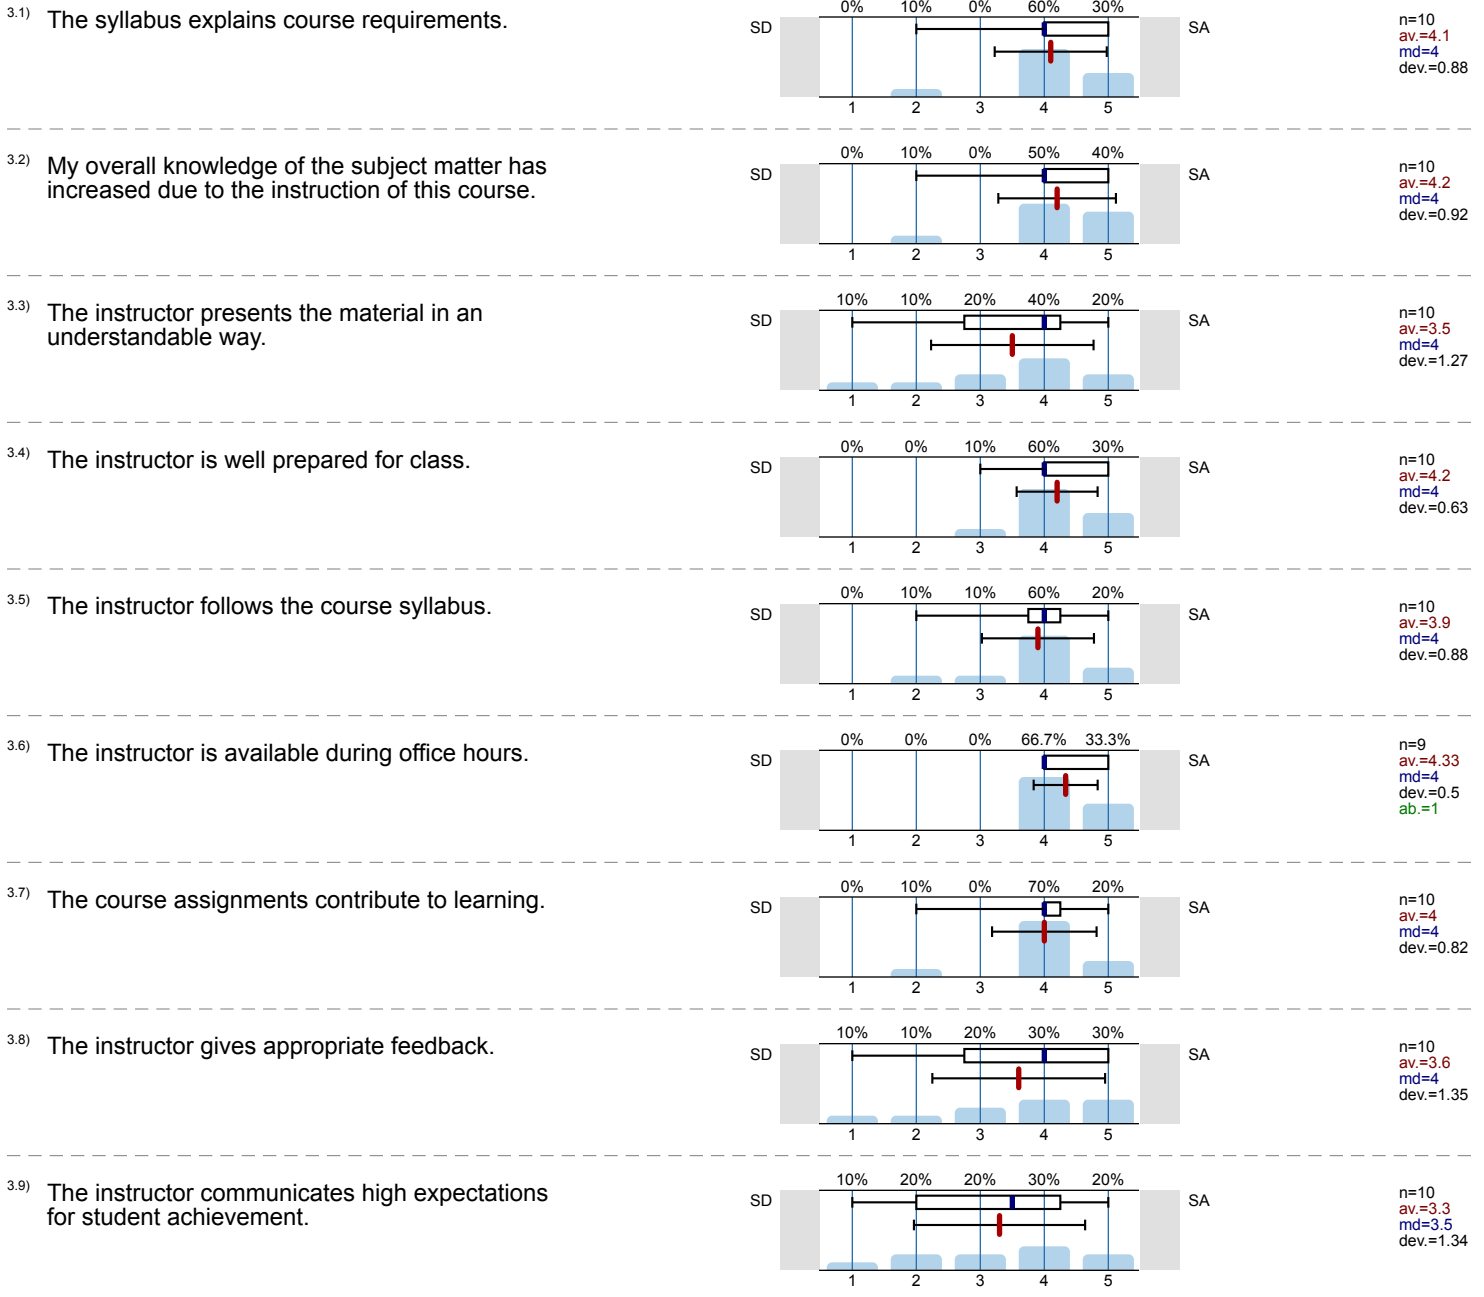 3.1) The syllabus explains course requirements.
0% 10% 0% 60% 30%
SD SA
1 2 3 4 5
n=10
av.=4.1
md=4
dev.=0.88
3.2) My overall knowledge of the subject matter has
increased due to the instruction of this course.
0% 10% 0% 50% 40%
SD SA
1 2 3 4 5
n=10
av.=4.2
md=4
dev.=0.92
3.3) The instructor presents the material in an
understandable way.
10% 10% 20% 40% 20%
SD SA
1 2 3 4 5
n=10
av.=3.5
md=4
dev.=1.27
3.4) The instructor is well prepared for class.
0% 0% 10% 60% 30%
SD SA
1 2 3 4 5
n=10
av.=4.2
md=4
dev.=0.63
3.5) The instructor follows the course syllabus.
0% 10% 10% 60% 20%
SD SA
1 2 3 4 5
n=10
av.=3.9
md=4
dev.=0.88
3.6) The instructor is available during office hours.
0% 0% 0% 66.7% 33.3%
SD SA
1 2 3 4 5
n=9
av.=4.33
md=4
dev.=0.5
ab.=1
3.7) The course assignments contribute to learning.
0% 10% 0% 70% 20%
SD SA
1 2 3 4 5
n=10
av.=4
md=4
dev.=0.82
3.8) The instructor gives appropriate feedback.
10% 10% 20% 30% 30%
SD SA
1 2 3 4 5
n=10
av.=3.6
md=4
dev.=1.35
3.9) The instructor communicates high expectations
for student achievement.
10% 20% 20% 30% 20%
SD SA
1 2 3 4 5
n=10
av.=3.3
md=3.5
dev.=1.34